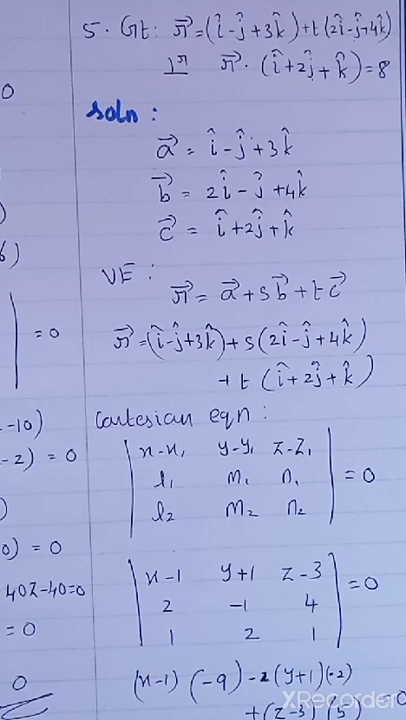 0
)
6)
= 0
-10)
-2) = 0
)
0) = 0
40z-40=0
= 0
0
5. Gt: r⃗ = (î-ĵ+3k̂)+t(2î-ĵ+4k̂)
⊥r r⃗ · (î+2ĵ+k̂) = 8
Soln :
a⃗ = î-ĵ+3k̂
b⃗ = 2î-ĵ+4k̂
c⃗ = î+2ĵ+k̂
VE :
r⃗ = a⃗ + s b⃗ + t c⃗
r⃗ = (î-ĵ+3k̂) + s(2î-ĵ+4k̂)
+ t (î+2ĵ+k̂)
Cartesian eqn :
| x-x₁ y-y₁ z-z₁ |
| l₁ m₁ n₁ | = 0
| l₂ m₂ n₂ |
| x-1 y+1 z-3 | = 0
| 2 -1 4 |
| 1 2 1 |
(x-1) (-9) - (y+1) (-2)
+ (z-3) (5) = 0
XRecorder